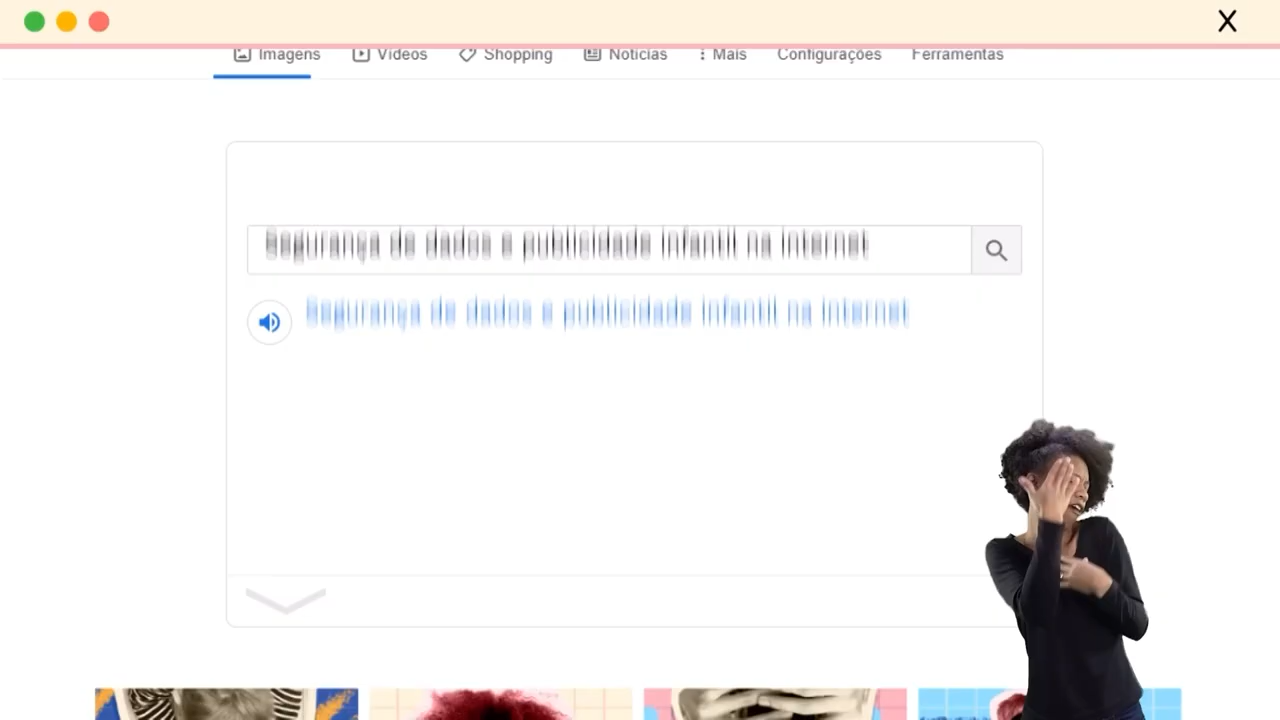 X
Imagens Vídeos Shopping Notícias Mais Configurações Ferramentas
Segurança de dados e publicidade infantil na internet
Segurança de dados e publicidade infantil na internet